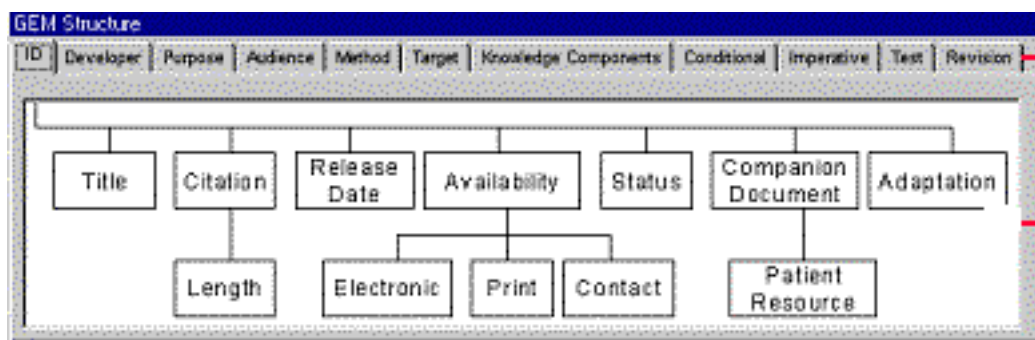 GEM Structure
ID Developer Purpose Audience Method Target Knowledge Components Conditional Imperative Test Revision
Title Citation Release Date Availability Status Companion Document Adaptation
Length Electronic Print Contact Patient Resource